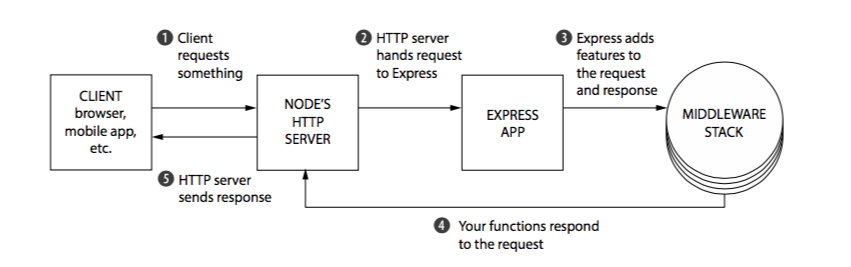 1 Client
requests
something
2 HTTP server
hands request
to Express
3 Express adds
features to
the request
and response
CLIENT
browser,
mobile app,
etc.
NODE'S
HTTP
SERVER
EXPRESS
APP
MIDDLEWARE
STACK
5 HTTP server
sends response
4 Your functions respond
to the request